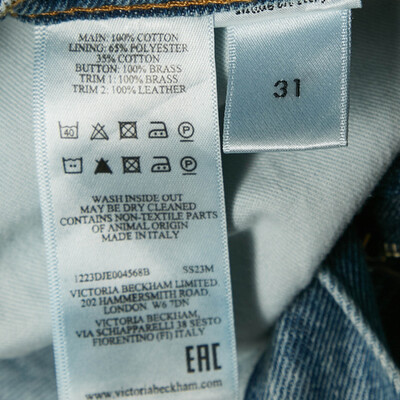 MAIN: 100% COTTON
LINING: 65% POLYESTER
35% COTTON
BUTTON: 100% BRASS
TRIM 1: 100% BRASS
TRIM 2: 100% LEATHER
31
40
P
P
WASH INSIDE OUT
MAY BE DRY CLEANED
CONTAINS NON-TEXTILE PARTS
OF ANIMAL ORIGIN
MADE IN ITALY
1223DJE004568B SS23M
VICTORIA BECKHAM LIMITED.
202 HAMMERSMITH ROAD.
LONDON. W6 7DN
VICTORIA BECKHAM,
VIA SCHIAPPARELLI 38 SESTO
FIORENTINO (FI) ITALY
EAC
www.victoriabeckham.com